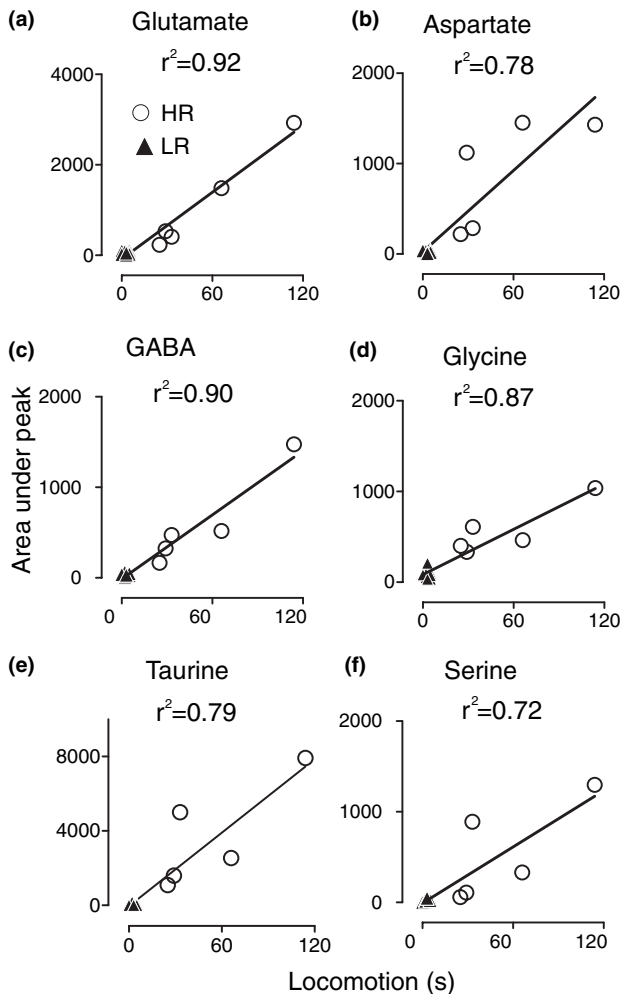 (a) Glutamate
r²=0.92
4000
2000
0
HR
LR
0 60 120
(b) Aspartate
r²=0.78
2000
1000
0
0 60 120
(c) GABA
r²=0.90
2000
1000
0
0 60 120
(d) Glycine
r²=0.87
2000
1000
0
0 60 120
Area under peak
(e) Taurine
r²=0.79
8000
4000
0
0 60 120
(f) Serine
r²=0.72
2000
1000
0
0 60 120
Locomotion (s)